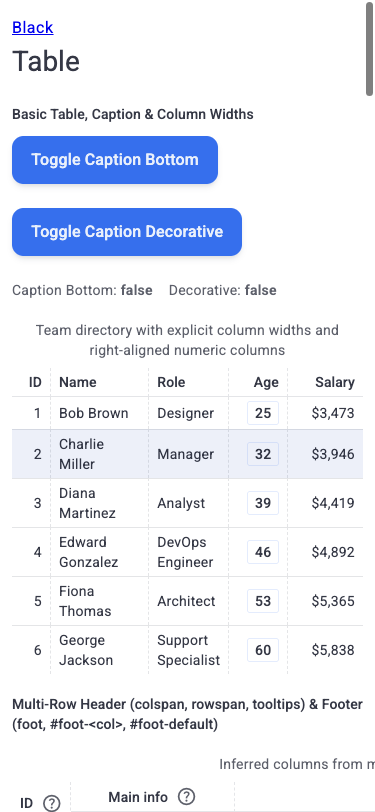 Black
Table
Basic Table, Caption & Column Widths
Toggle Caption Bottom
Toggle Caption Decorative
Caption Bottom: false Decorative: false
Team directory with explicit column widths and
right-aligned numeric columns
ID Name Role Age Salary
1 Bob Brown Designer 25 $3,473
2 Charlie Miller Manager 32 $3,946
3 Diana Martinez Analyst 39 $4,419
4 Edward Gonzalez DevOps Engineer 46 $4,892
5 Fiona Thomas Architect 53 $5,365
6 George Jackson Support Specialist 60 $5,838
Multi-Row Header (colspan, rowspan, tooltips) & Footer
(foot, #foot-<col>, #foot-default)
Inferred columns from
ID ? Main info ?